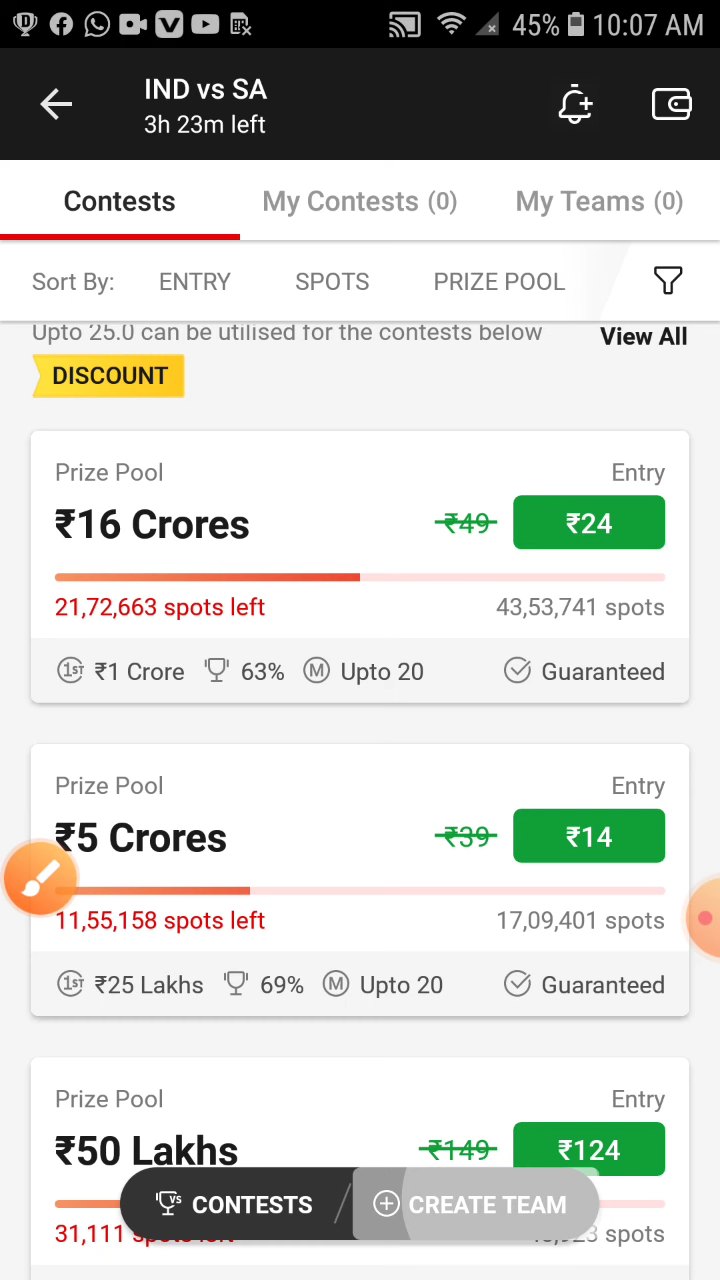 45% 10:07 AM
IND vs SA
3h 23m left
Contests My Contests (0) My Teams (0)
Sort By: ENTRY SPOTS PRIZE POOL
Upto 25.0 can be utilised for the contests below View All
DISCOUNT
Prize Pool Entry
₹16 Crores ₹49 ₹24
21,72,663 spots left 43,53,741 spots
1ST ₹1 Crore 63% M Upto 20 Guaranteed
Prize Pool Entry
₹5 Crores ₹39 ₹14
11,55,158 spots left 17,09,401 spots
1ST ₹25 Lakhs 69% M Upto 20 Guaranteed
Prize Pool Entry
₹50 Lakhs ₹149 ₹124
VS CONTESTS CREATE TEAM
31,111 spots left spots